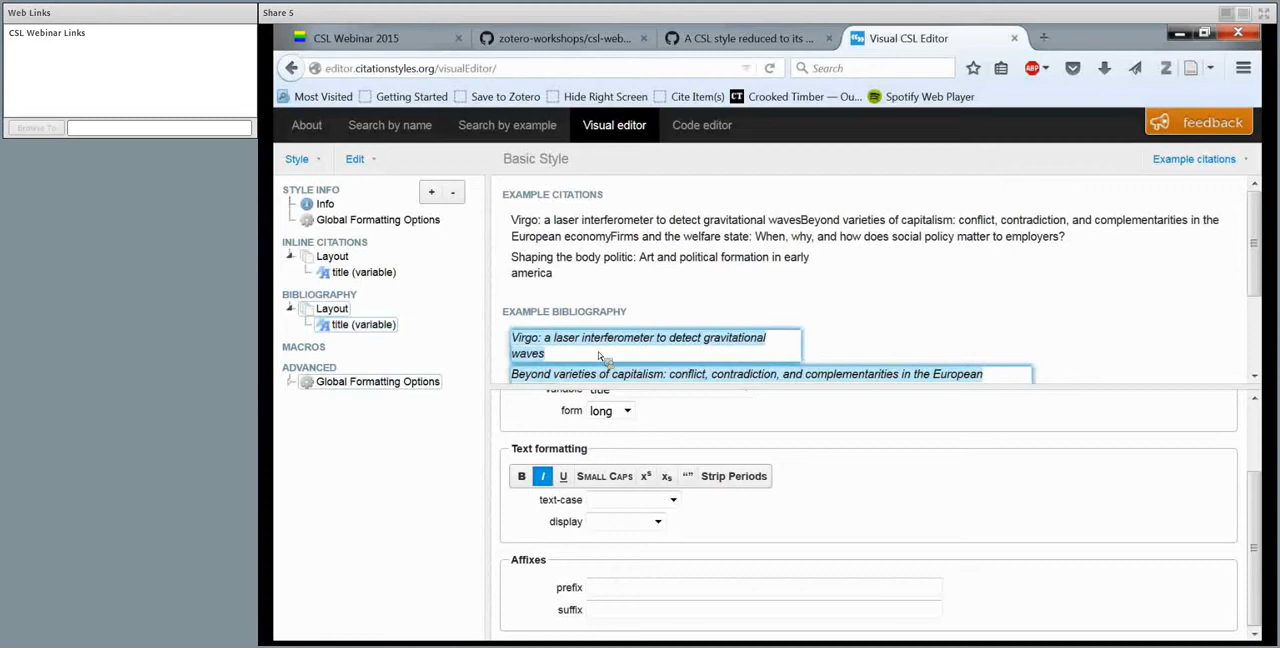 Web Links
CSL Webinar Links
Browse To
Share 5
CSL Webinar 2015
zotero-workshops/csl-web...
A CSL style reduced to its ...
Visual CSL Editor
editor.citationstyles.org/visualEditor/
Search
ABP
Z
Most Visited
Getting Started
Save to Zotero
Hide Right Screen
Cite Item(s)
CT Crooked Timber — Ou...
Spotify Web Player
About
Search by name
Search by example
Visual editor
Code editor
feedback
Style
Edit
Basic Style
Example citations
STYLE INFO
+ -
Info
Global Formatting Options
INLINE CITATIONS
Layout
title (variable)
BIBLIOGRAPHY
Layout
title (variable)
MACROS
ADVANCED
Global Formatting Options
EXAMPLE CITATIONS
Virgo: a laser interferometer to detect gravitational wavesBeyond varieties of capitalism: conflict, contradiction, and complementarities in the
European economyFirms and the welfare state: When, why, and how does social policy matter to employers?
Shaping the body politic: Art and political formation in early
america
EXAMPLE BIBLIOGRAPHY
Virgo: a laser interferometer to detect gravitational
waves
Beyond varieties of capitalism: conflict, contradiction, and complementarities in the European
variable title
form long
Text formatting
B I U SMALL CAPS x^s x_s “” Strip Periods
text-case
display
Affixes
prefix
suffix